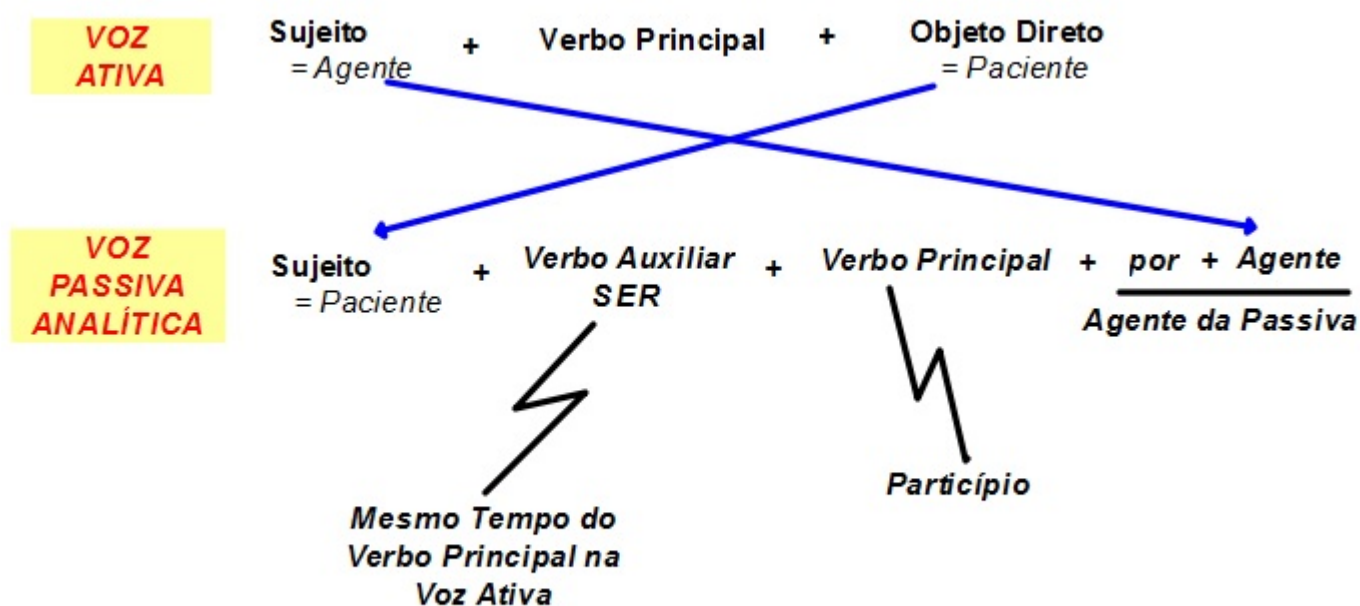 VOZ
ATIVA
Sujeito + Verbo Principal + Objeto Direto
= Agente = Paciente
VOZ
PASSIVA
ANALÍTICA
Sujeito + Verbo Auxiliar + Verbo Principal + por + Agente
= Paciente SER Agente da Passiva
Particípio
Mesmo Tempo do
Verbo Principal na
Voz Ativa